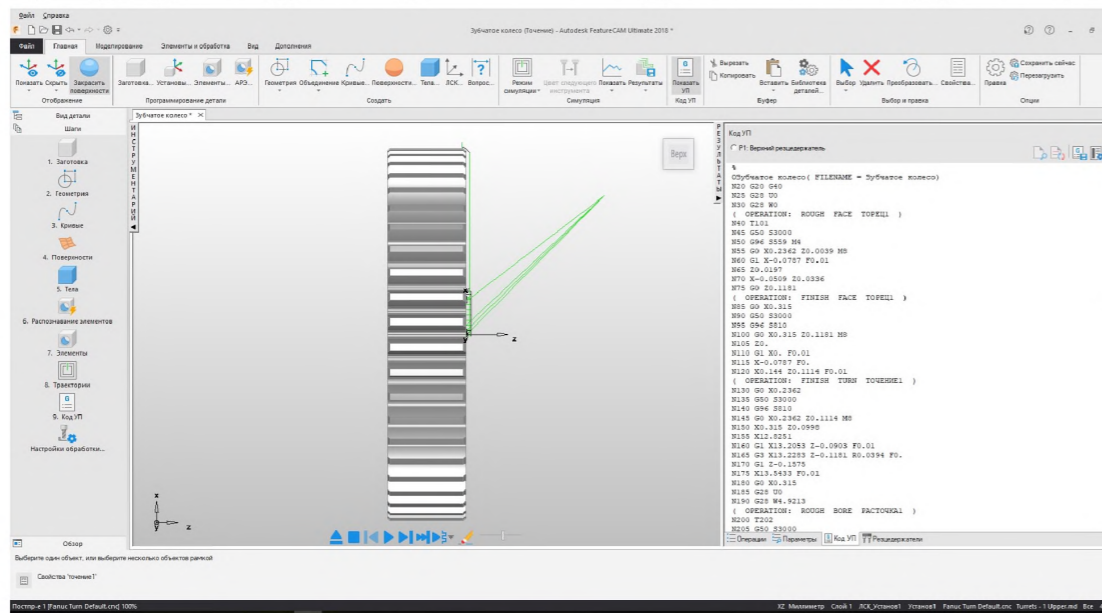 Файл Справка
Зубчатое колесо (Точение) - Autodesk FeatureCAM Ultimate 2018 *
Файл Главная Моделирование Элементы и обработка Вид Дополнения
Показать Скрыть Закрасить поверхности
Заготовка... Установы... Элементы... АРЭ...
Геометрия Объединение Кривые... Поверхности... Тела... ЛСК... Вопрос...
Режим симуляции Цвет следующего инструмента Показать Результаты
Показать УП
Вырезать
Копировать
Вставить Библиотека деталей...
Выбор Удалить Преобразовать... Свойства...
Правка
Сохранить сейчас
Перезагрузить
Отображение Программирование детали Создать Симуляция Код УП Буфер Выбор и правка Опции
Вид детали
Шаги
1. Заготовка
2. Геометрия
3. Кривые
4. Поверхности
5. Тела
6. Распознавание элементов
7. Элементы
8. Траектории
9. Код УП
Настройки обработки...
Обзор
Зубчатое колесо *
ИНСТРУМЕНТАРИЙ
Верх
x
y
z
x
y
z
РЕЗУЛЬТАТЫ
Код УП
P1: Верхний резцедержатель
%
OЗубчатое колесо( FILENAME = Зубчатое колесо)
N20 G20 G40
N25 G28 U0
N30 G28 W0
( OPERATION: ROUGH FACE ТОРЕЦ1 )
N40 T101
N45 G50 S3000
N50 G96 S559 M4
N55 G0 X0.2362 Z0.0039 M8
N60 G1 X-0.0787 F0.01
N65 Z0.0197
N70 X-0.0509 Z0.0336
N75 G0 Z0.1181
( OPERATION: FINISH FACE ТОРЕЦ1 )
N85 G0 X0.315
N90 G50 S3000
N95 G96 S810
N100 G0 X0.315 Z0.1181 M8
N105 Z0.
N110 G1 X0. F0.01
N115 X-0.0787 F0.
N120 X0.144 Z0.1114 F0.01
( OPERATION: FINISH TURN ТОЧЕНИЕ1 )
N130 G0 X0.2362
N135 G50 S3000
N140 G96 S810
N145 G0 X0.2362 Z0.1114 M8
N150 X0.315 Z0.0998
N155 X12.8251
N160 G1 X13.2053 Z-0.0903 F0.01
N165 G3 X13.2283 Z-0.1181 R0.0394 F0.
N170 G1 Z-0.1575
N175 X13.5433 F0.01
N180 G0 X0.315
N185 G28 U0
N190 G28 W4.9213
( OPERATION: ROUGH BORE РАСТОЧКА1 )
N200 T202
N205 G50 S3000
Операции Параметры Код УП Резцедержатели
Выберите один объект, или выберите несколько объектов рамкой
Свойства 'точение1'
Постпр-е 1 [Fanuc Turn Default.cnc] 100%
XZ Миллиметр Слой 1 ЛСК_Установ1 Установ1 Fanuc Turn Default.cnc Turrets - 1 Upper.md Все